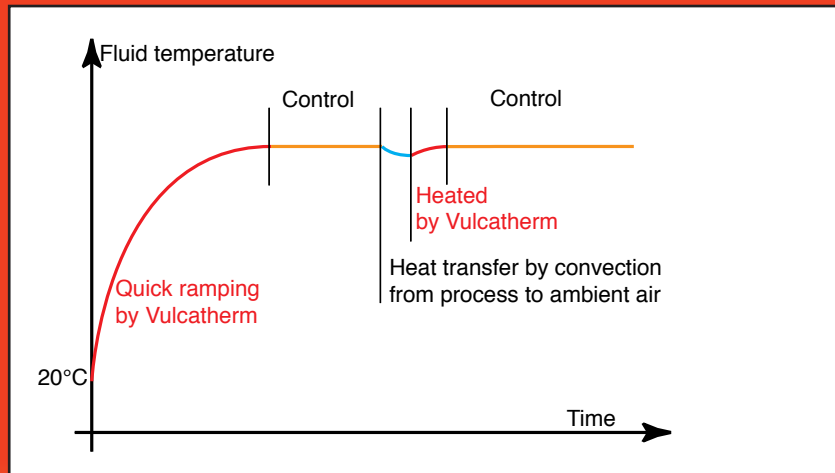 Fluid temperature
Control
Control
Heated
by Vulcatherm
Heat transfer by convection
from process to ambient air
Quick ramping
by Vulcatherm
20°C
Time